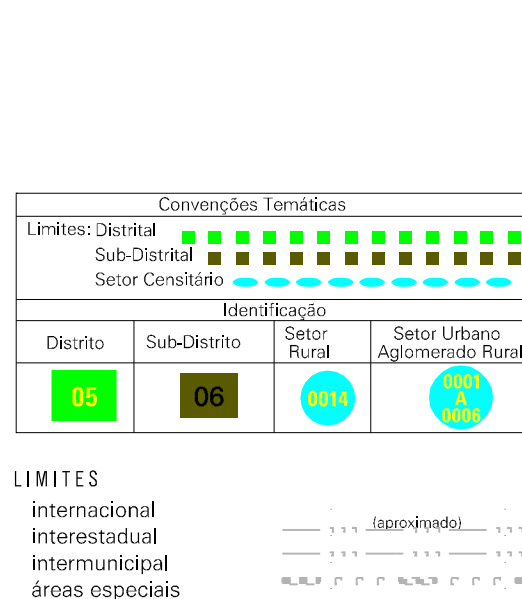 Convenções Temáticas
Limites: Distrital
Sub-Distrital
Setor Censitário
Identificação
Distrito
Sub-Distrito
Setor
Rural
Setor Urbano
Aglomerado Rural
05
06
0014
0001
A
0006
LIMITES
internacional
(aproximado)
interestadual
intermunicipal
áreas especiais